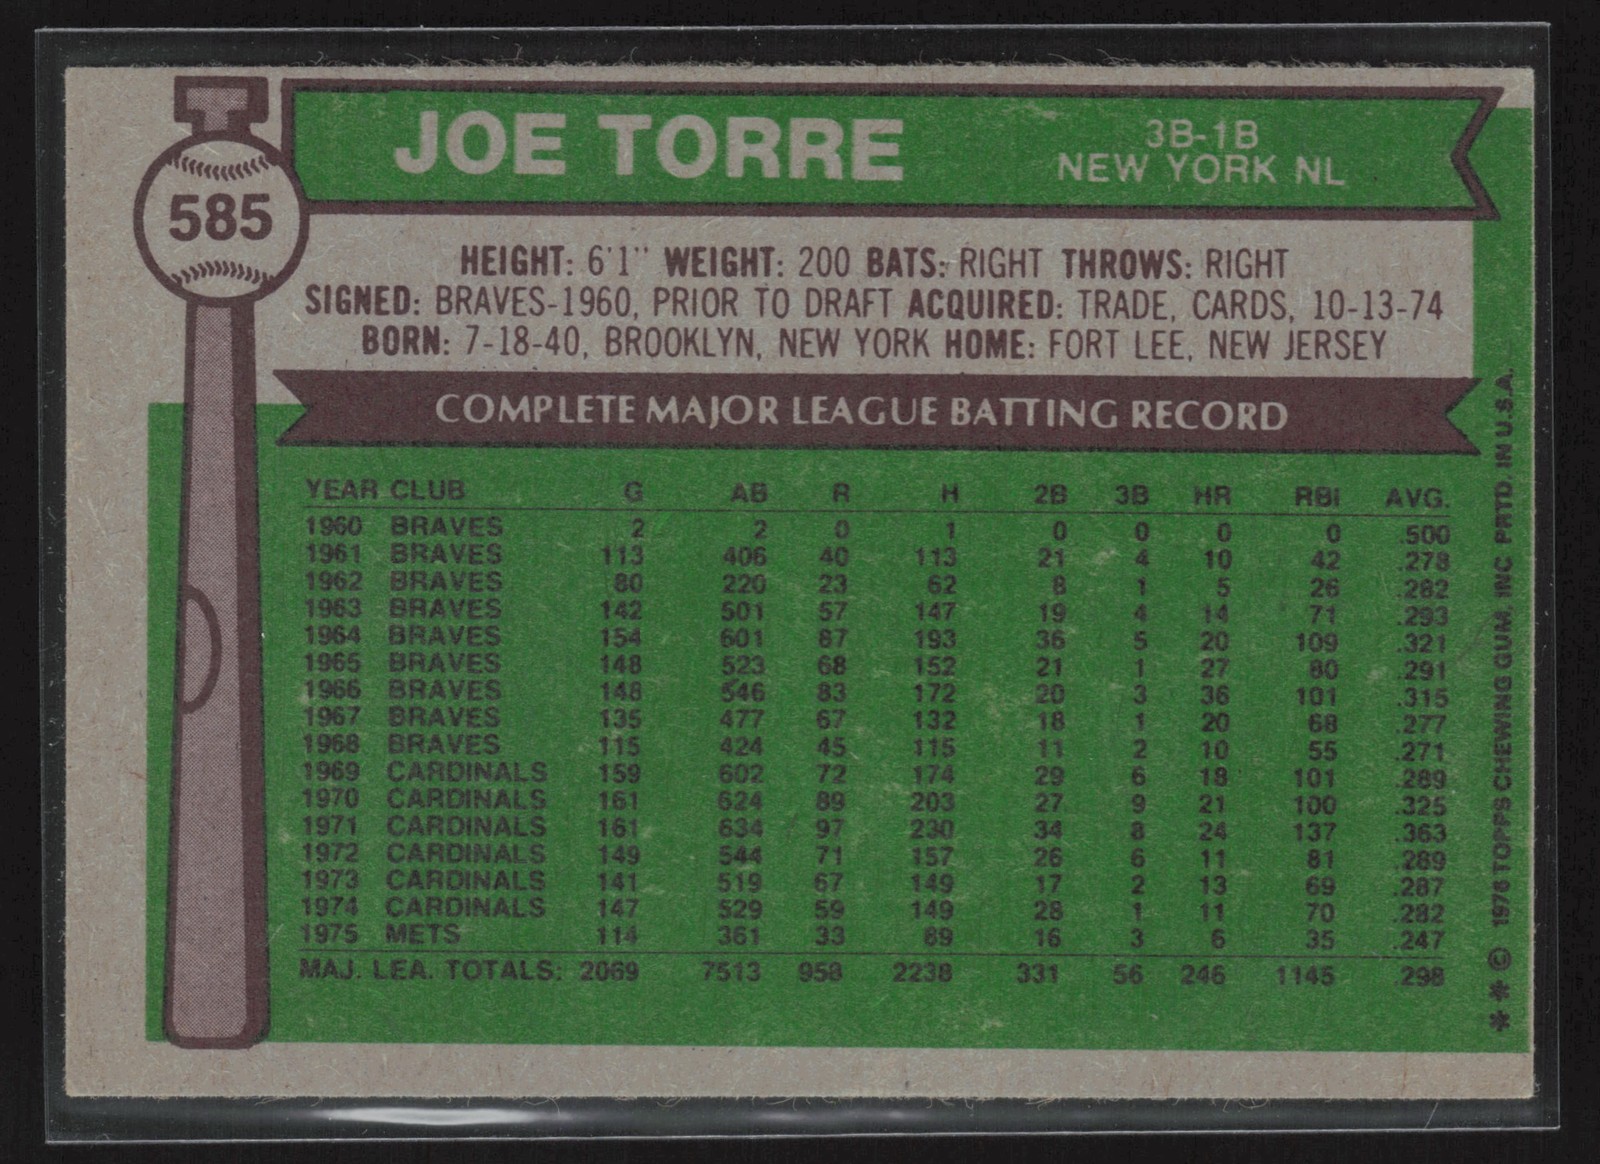 JOE TORRE
3B-1B
NEW YORK NL
585
HEIGHT: 6'1" WEIGHT: 200 BATS: RIGHT THROWS: RIGHT
SIGNED: BRAVES-1960, PRIOR TO DRAFT ACQUIRED: TRADE, CARDS, 10-13-74
BORN: 7-18-40, BROOKLYN, NEW YORK HOME: FORT LEE, NEW JERSEY
COMPLETE MAJOR LEAGUE BATTING RECORD
YEAR CLUB G AB R H 2B 3B HR RBI AVG.
1960 BRAVES 2 2 0 1 0 0 0 0 .500
1961 BRAVES 113 406 40 113 21 4 10 42 .278
1962 BRAVES 80 220 23 62 8 1 5 26 .282
1963 BRAVES 142 501 57 147 19 4 14 71 .293
1964 BRAVES 154 601 87 193 36 5 20 109 .321
1965 BRAVES 148 523 68 152 21 1 27 80 .291
1966 BRAVES 148 546 83 172 20 3 36 101 .315
1967 BRAVES 135 477 67 132 18 1 20 68 .277
1968 BRAVES 115 424 45 115 11 2 10 55 .271
1969 CARDINALS 159 602 72 174 29 6 18 101 .289
1970 CARDINALS 161 624 89 203 27 9 21 100 .325
1971 CARDINALS 161 634 97 230 34 8 24 137 .363
1972 CARDINALS 149 544 71 157 26 6 11 81 .289
1973 CARDINALS 141 519 67 149 17 2 13 69 .287
1974 CARDINALS 147 529 59 149 28 1 11 70 .282
1975 METS 114 361 33 89 16 3 6 35 .247
MAJ. LEA. TOTALS: 2069 7513 958 2238 331 56 246 1145 .298
* * © 1976 TOPPS CHEWING GUM, INC PRTD. IN U.S.A.